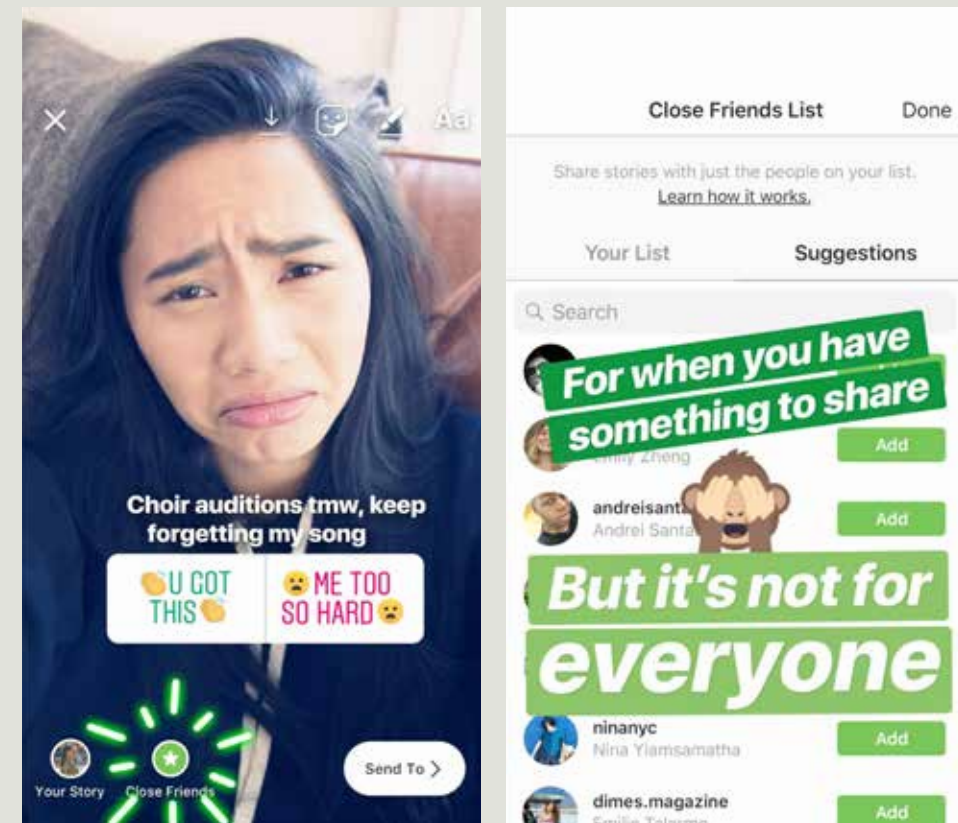 Aa
Choir auditions tmw, keep
forgetting my song
U GOT
THIS
ME TOO
SO HARD
Your Story
Close Friends
Send To >
Close Friends List
Done
Share stories with just the people on your list.
Learn how it works.
Your List
Suggestions
Search
For when you have
something to share
Emily Zheng
Add
Andrei Santa
Add
But it's not for
everyone
ninanyc
Nina Yiamsamatha
Add
dimes.magazine
Add